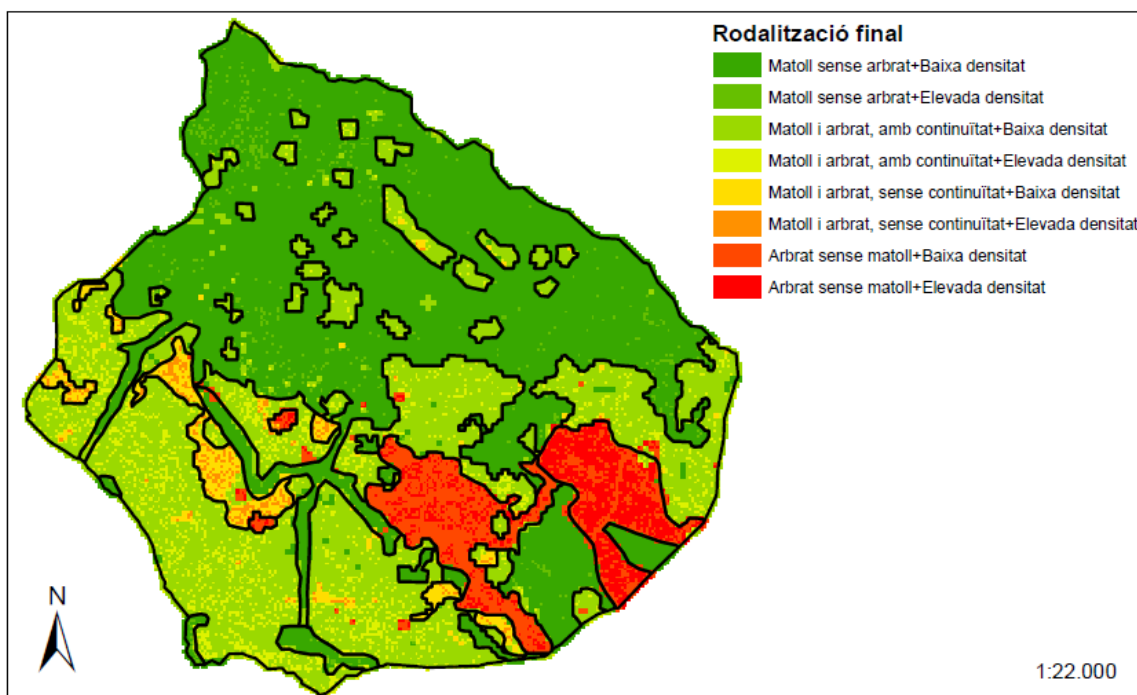 Rodalització final
Matoll sense arbrat+Baixa densitat
Matoll sense arbrat+Elevada densitat
Matoll i arbrat, amb continuïtat+Baixa densitat
Matoll i arbrat, amb continuïtat+Elevada densitat
Matoll i arbrat, sense continuïtat+Baixa densitat
Matoll i arbrat, sense continuïtat+Elevada densitat
Arbrat sense matoll+Baixa densitat
Arbrat sense matoll+Elevada densitat
N
1:22.000